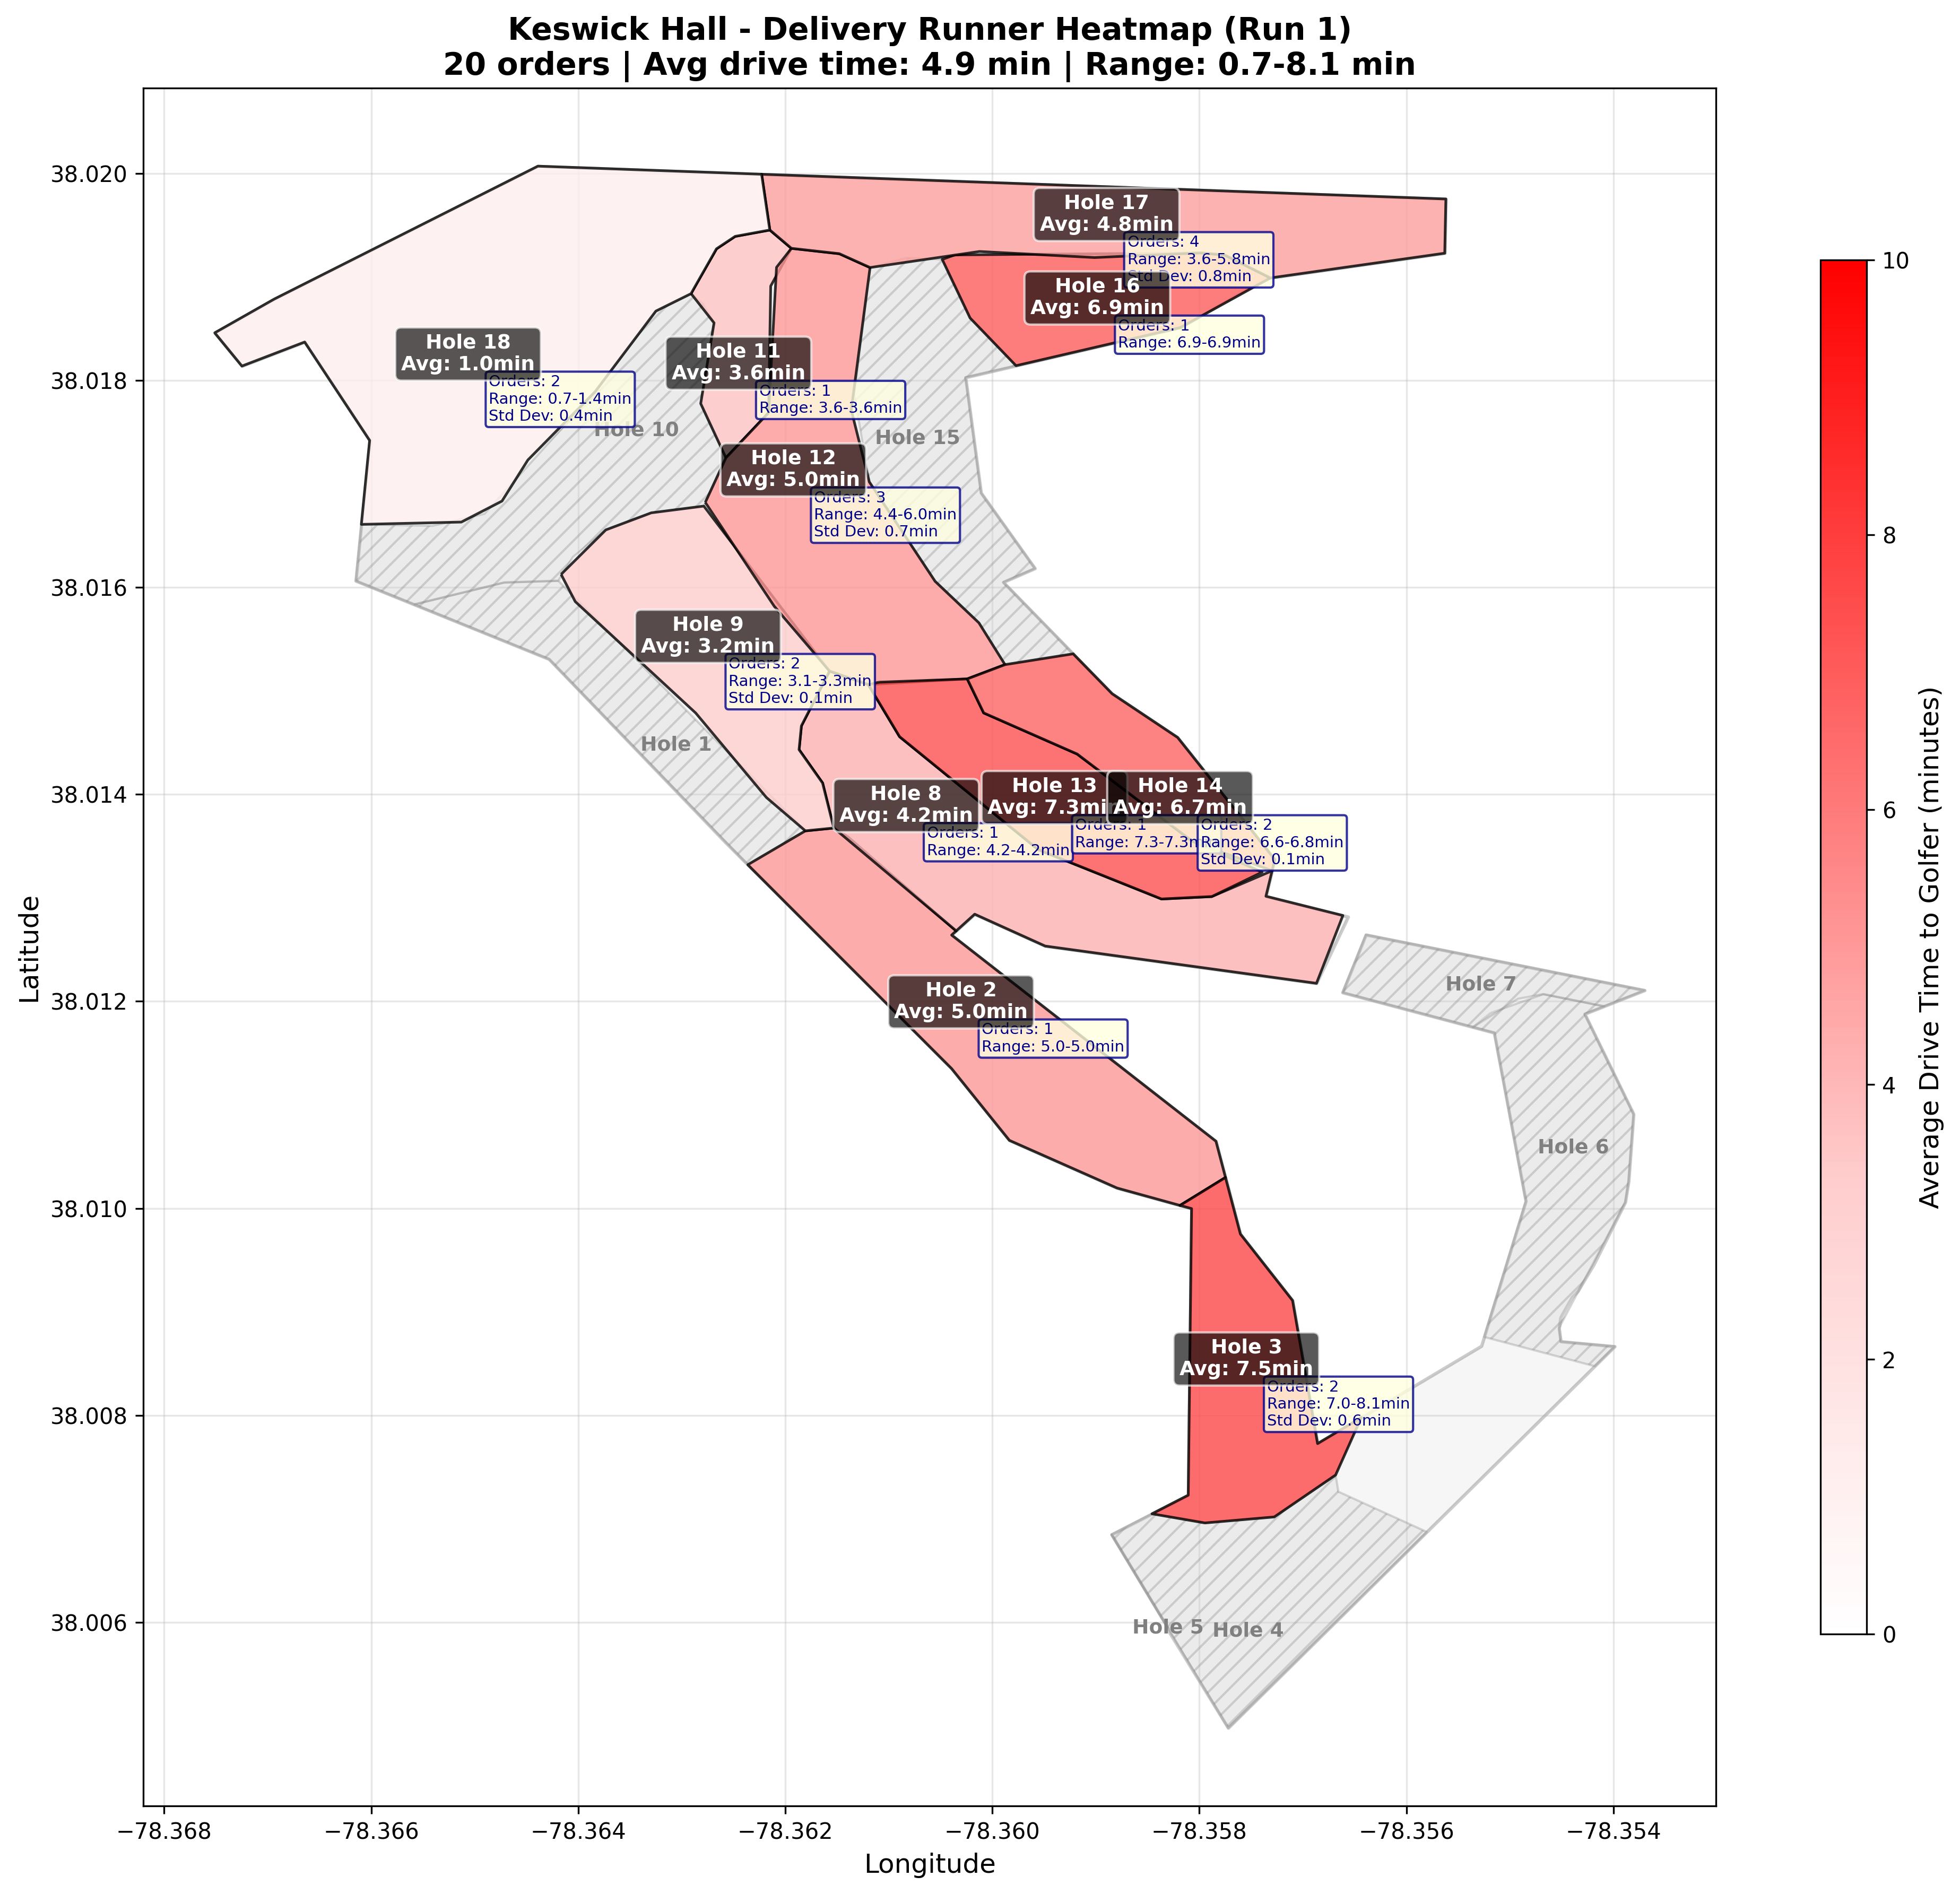 Keswick Hall - Delivery Runner Heatmap (Run 1)
20 orders | Avg drive time: 4.9 min | Range: 0.7-8.1 min
Latitude
38.020
38.018
38.016
38.014
38.012
38.010
38.008
38.006
Hole 17
Avg: 4.8min
Orders: 4
Range: 3.6-5.8min
Std Dev: 0.8min
Hole 16
Avg: 6.9min
Orders: 1
Range: 6.9-6.9min
Hole 18
Avg: 1.0min
Orders: 2
Range: 0.7-1.4min
Std Dev: 0.4min
Hole 10
Hole 11
Avg: 3.6min
Orders: 1
Range: 3.6-3.6min
Hole 15
Hole 12
Avg: 5.0min
Orders: 3
Range: 4.4-6.0min
Std Dev: 0.7min
Hole 9
Avg: 3.2min
Orders: 2
Range: 3.1-3.3min
Std Dev: 0.1min
Hole 1
Hole 8
Avg: 4.2min
Orders: 1
Range: 4.2-4.2min
Hole 13
Avg: 7.3min
Orders: 1
Range: 7.3-7.3m
Hole 14
Avg: 6.7min
Orders: 2
Range: 6.6-6.8min
Std Dev: 0.1min
Hole 7
Hole 2
Avg: 5.0min
Orders: 1
Range: 5.0-5.0min
Hole 6
Hole 3
Avg: 7.5min
Orders: 2
Range: 7.0-8.1min
Std Dev: 0.6min
Hole 5
Hole 4
−78.368
−78.366
−78.364
−78.362
−78.360
−78.358
−78.356
−78.354
Longitude
10
8
6
4
2
0
Average Drive Time to Golfer (minutes)